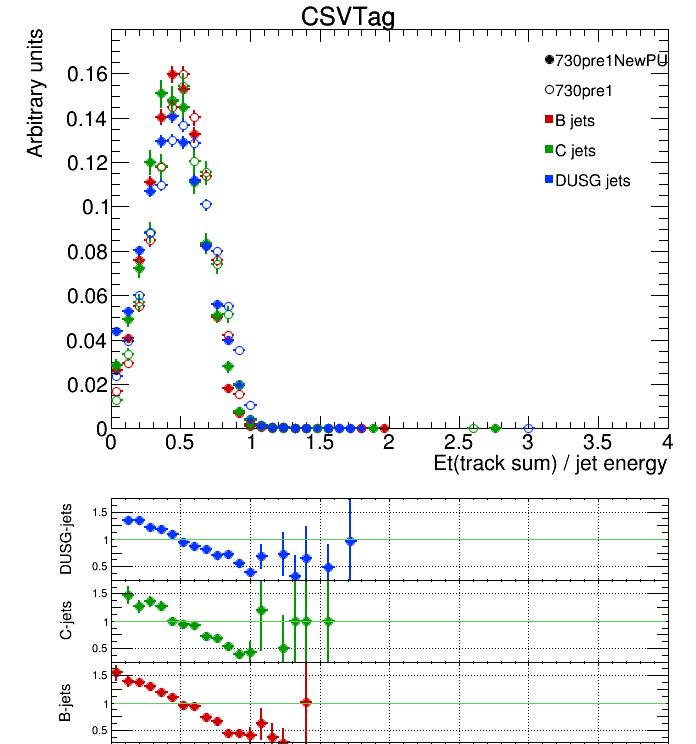 CSVTag
Arbitrary units
0.16
0.14
0.12
0.1
0.08
0.06
0.04
0.02
0
730pre1NewPU
730pre1
B jets
C jets
DUSG jets
0 0.5 1 1.5 2 2.5 3 3.5 4
Et(track sum) / jet energy
DUSG-jets
1.5
1
0.5
C-jets
1.5
1
0.5
B-jets
1.5
1
0.5